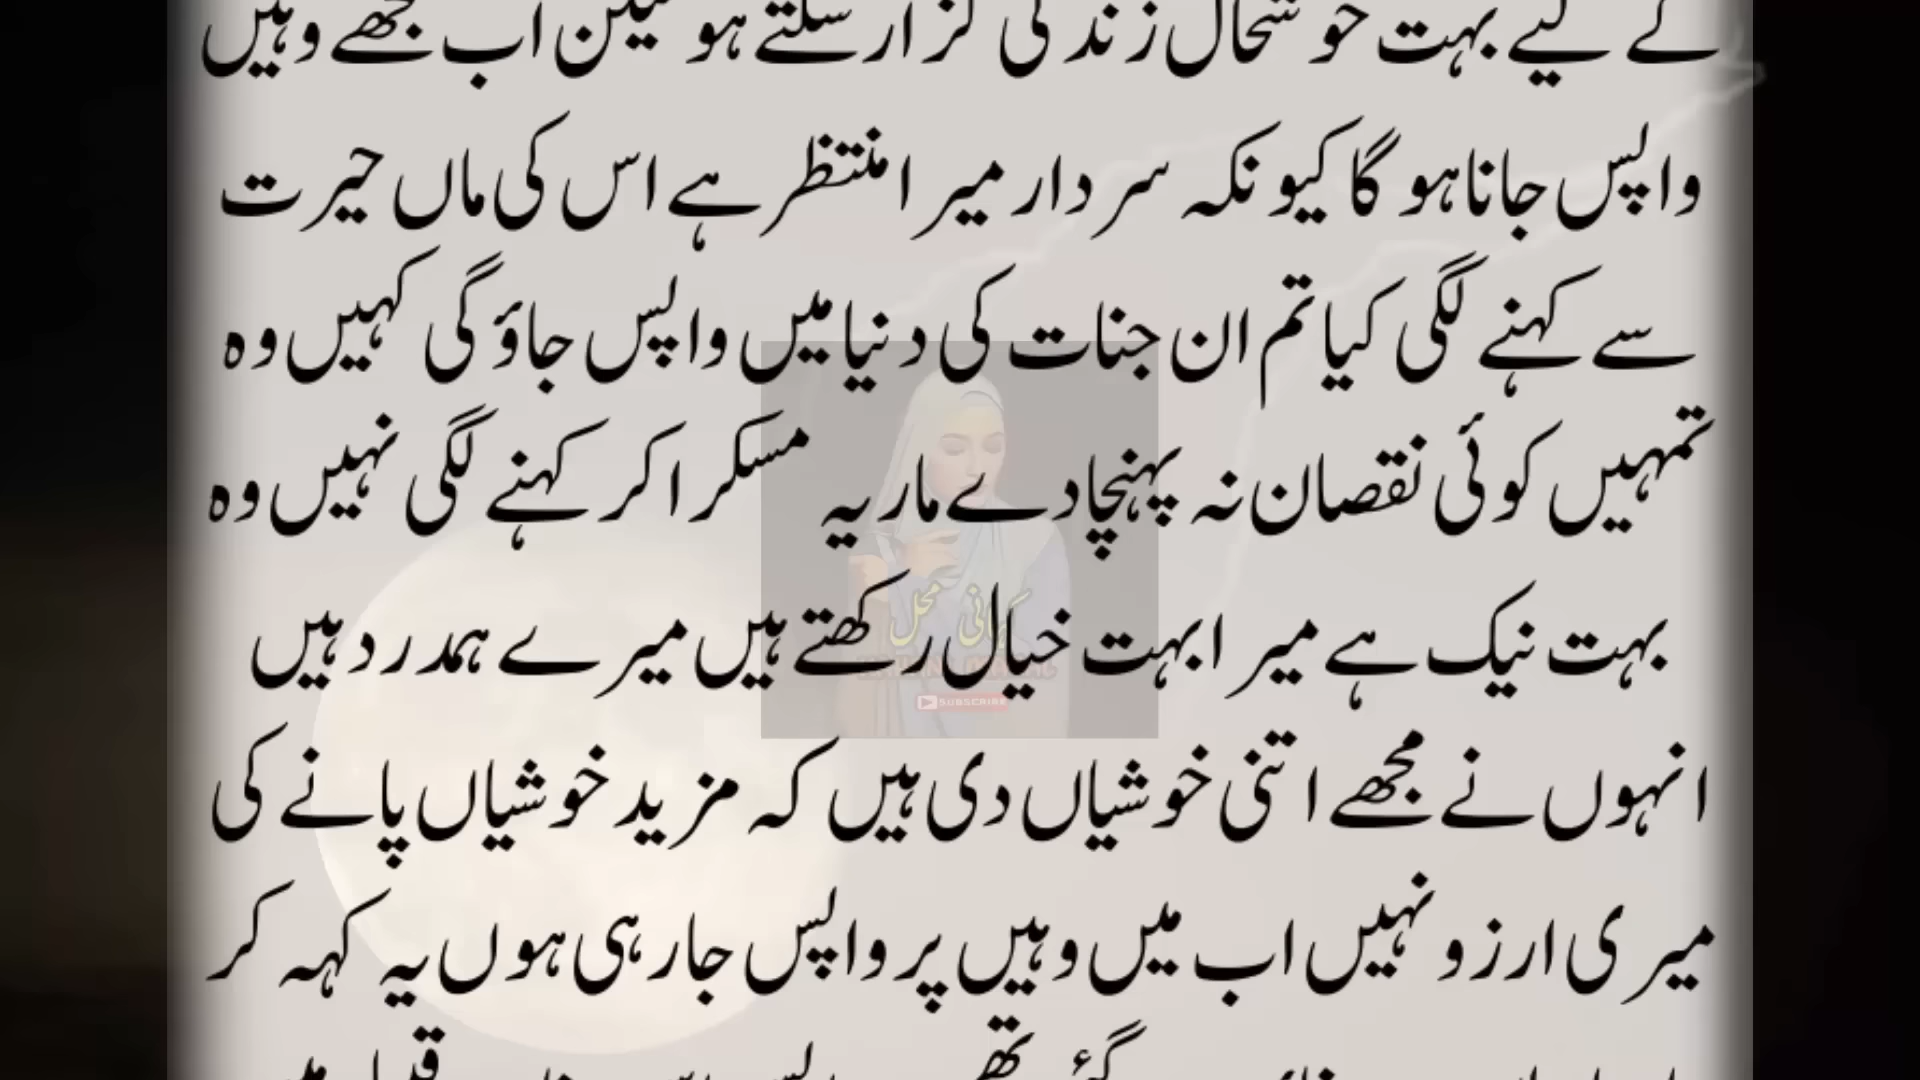 کے لیے بہت خوشحال زندگی گزار سکتے ہو لیکن اب مجھے وہیں
واپس جانا ہو گا کیونکہ سردار میرا منتظر ہے اس کی ماں حیرت
سے کہنے لگی کیا تم ان جنات کی دنیا میں واپس جاؤ گی کہیں وہ
تمہیں کوئی نقصان نہ پہنچا دے ماریہ مسکرا کر کہنے لگی نہیں وہ
بہت نیک ہے میرا بہت خیال رکھتے ہیں میرے ہمدرد ہیں
کہانی محل
SUBSCRIBE
انہوں نے مجھے اتنی خوشیاں دی ہیں کہ مزید خوشیاں پانے کی
میری ارزو نہیں اب میں وہیں پر واپس جا رہی ہوں یہ کہہ کر